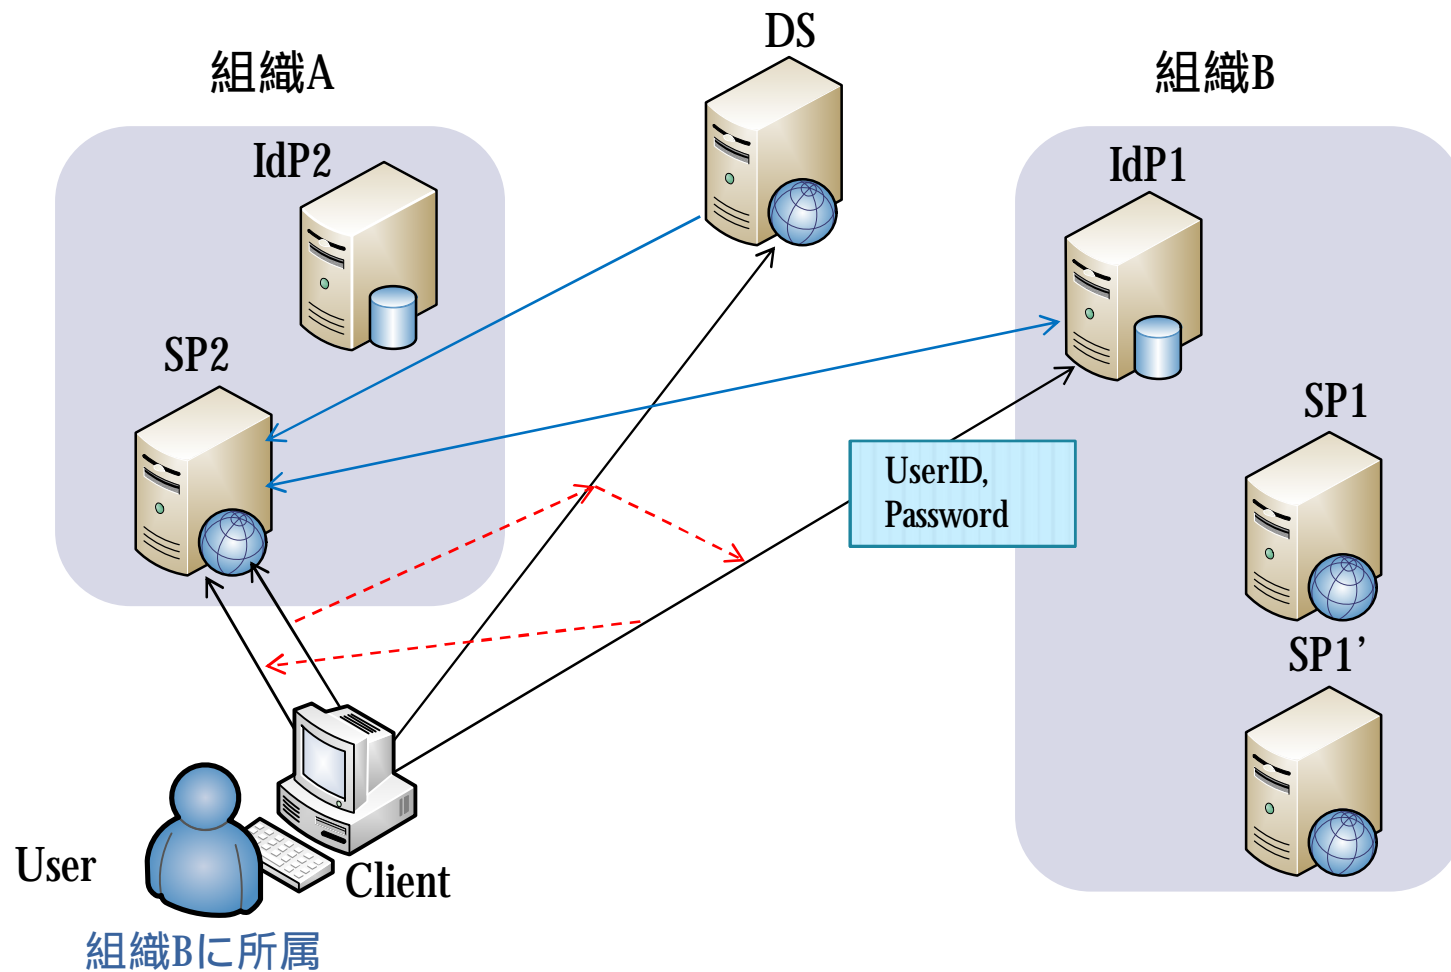 DS
組織A
組織B
IdP2
IdP1
SP2
SP1
UserID,
Password
SP1’
User
Client
組織Bに所属